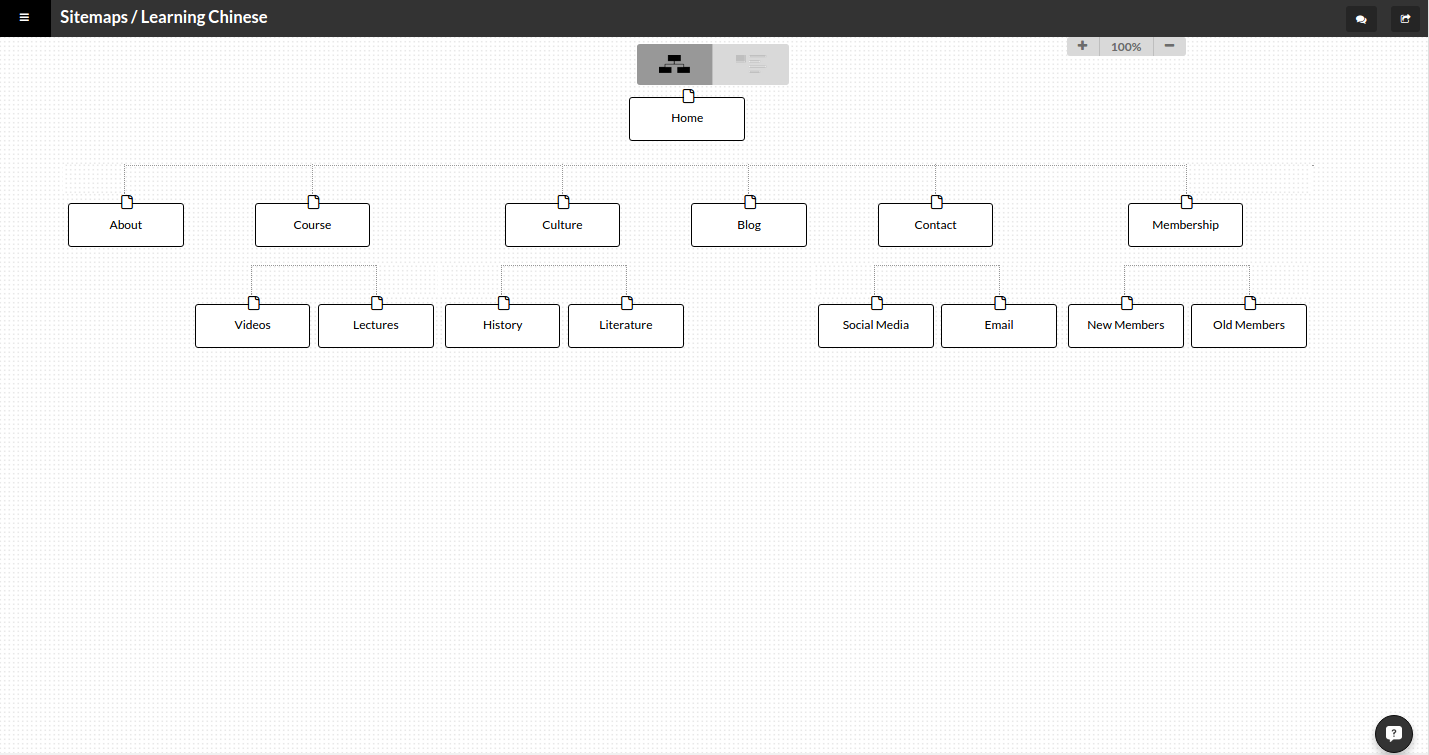 Sitemaps / Learning Chinese
100%
Home
About
Course
Culture
Blog
Contact
Membership
Videos
Lectures
History
Literature
Social Media
Email
New Members
Old Members
?